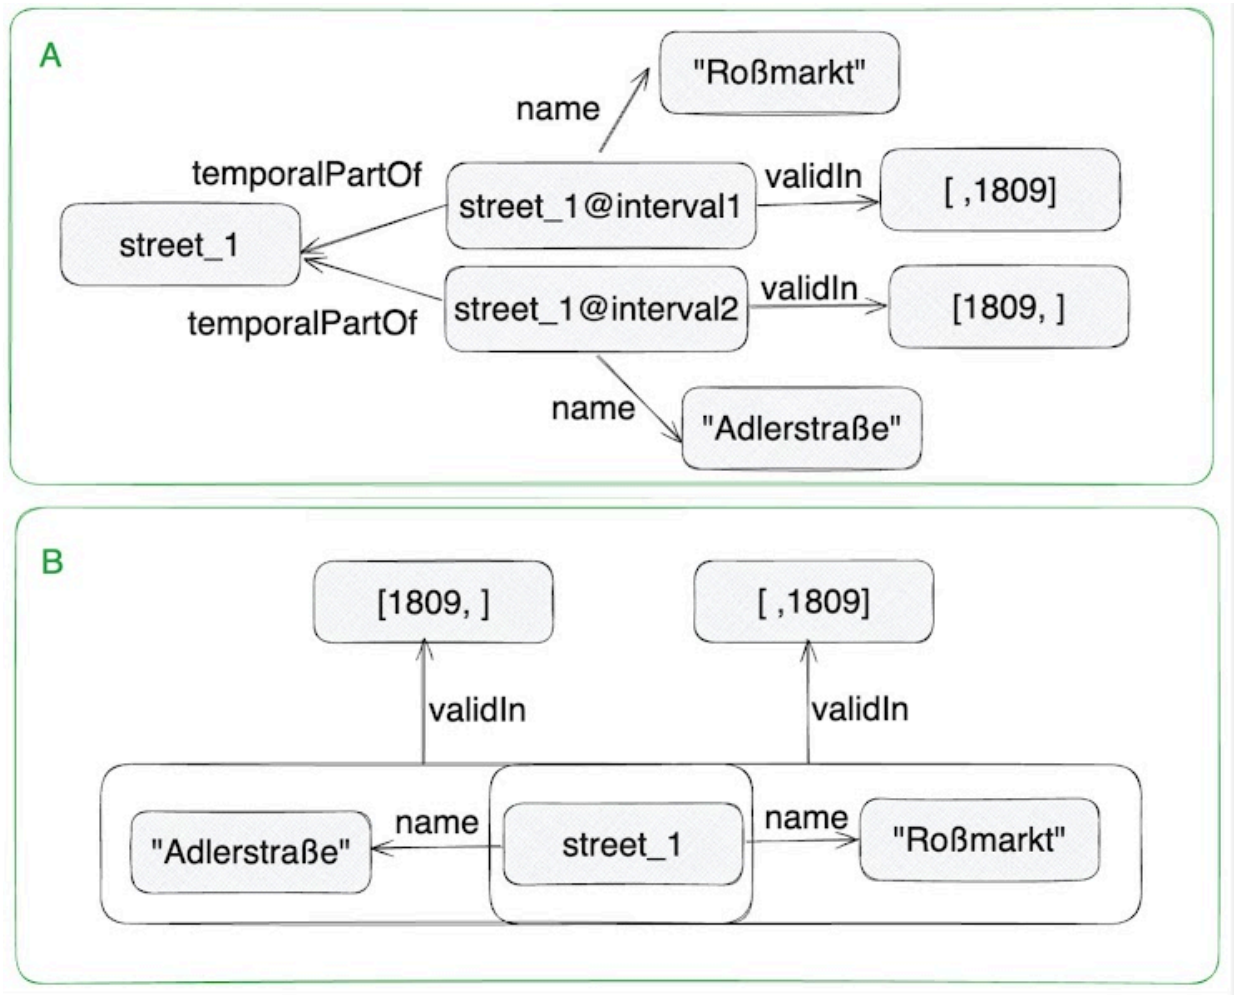 A
"Roßmarkt"
name
temporalPartOf
street_1@interval1
validIn
[ ,1809]
street_1
temporalPartOf
street_1@interval2
validIn
[1809, ]
name
"Adlerstraße"
B
[1809, ]
[ ,1809]
validIn
validIn
"Adlerstraße"
name
street_1
name
"Roßmarkt"